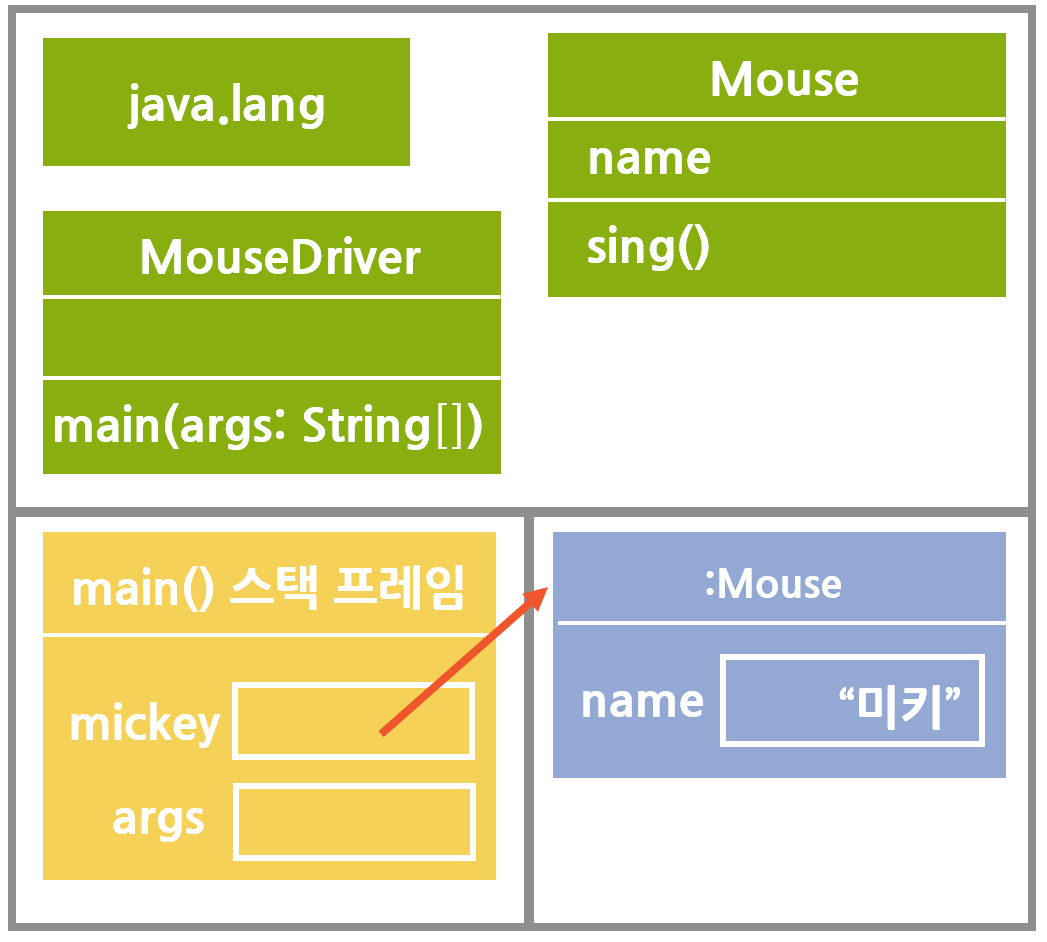 java.lang
Mouse
name
sing()
MouseDriver
main(args: String[])
main() 스택 프레임
mickey
args
:Mouse
name “미키”